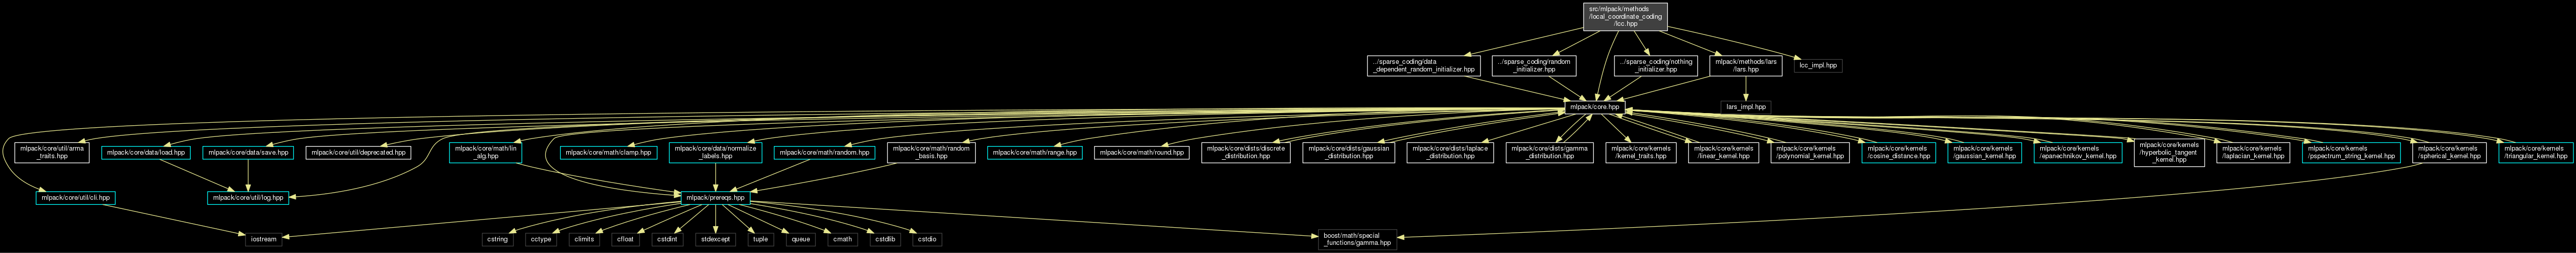 src/mlpack/methods
/local_coordinate_coding
/lcc.hpp
../sparse_coding/data
_dependent_random_initializer.hpp
../sparse_coding/random
_initializer.hpp
../sparse_coding/nothing
_initializer.hpp
mlpack/methods/lars
/lars.hpp
lcc_impl.hpp
mlpack/core.hpp
lars_impl.hpp
mlpack/core/util/arma
_traits.hpp
mlpack/core/data/load.hpp
mlpack/core/data/save.hpp
mlpack/core/util/deprecated.hpp
mlpack/core/math/lin
_alg.hpp
mlpack/core/math/clamp.hpp
mlpack/core/data/normalize
_labels.hpp
mlpack/core/math/random.hpp
mlpack/core/math/random
_basis.hpp
mlpack/core/math/range.hpp
mlpack/core/math/round.hpp
mlpack/core/dists/discrete
_distribution.hpp
mlpack/core/dists/gaussian
_distribution.hpp
mlpack/core/dists/laplace
_distribution.hpp
mlpack/core/dists/gamma
_distribution.hpp
mlpack/core/kernels
/kernel_traits.hpp
mlpack/core/kernels
/linear_kernel.hpp
mlpack/core/kernels
/polynomial_kernel.hpp
mlpack/core/kernels
/cosine_distance.hpp
mlpack/core/kernels
/gaussian_kernel.hpp
mlpack/core/kernels
/epanechnikov_kernel.hpp
mlpack/core/kernels
/hyperbolic_tangent
_kernel.hpp
mlpack/core/kernels
/laplacian_kernel.hpp
mlpack/core/kernels
/pspectrum_string_kernel.hpp
mlpack/core/kernels
/spherical_kernel.hpp
mlpack/core/kernels
/triangular_kernel.hpp
mlpack/core/util/cli.hpp
mlpack/core/util/log.hpp
mlpack/prereqs.hpp
iostream
cstring
cctype
climits
cfloat
cstdint
stdexcept
tuple
queue
cmath
cstdlib
cstdio
boost/math/special
_functions/gamma.hpp